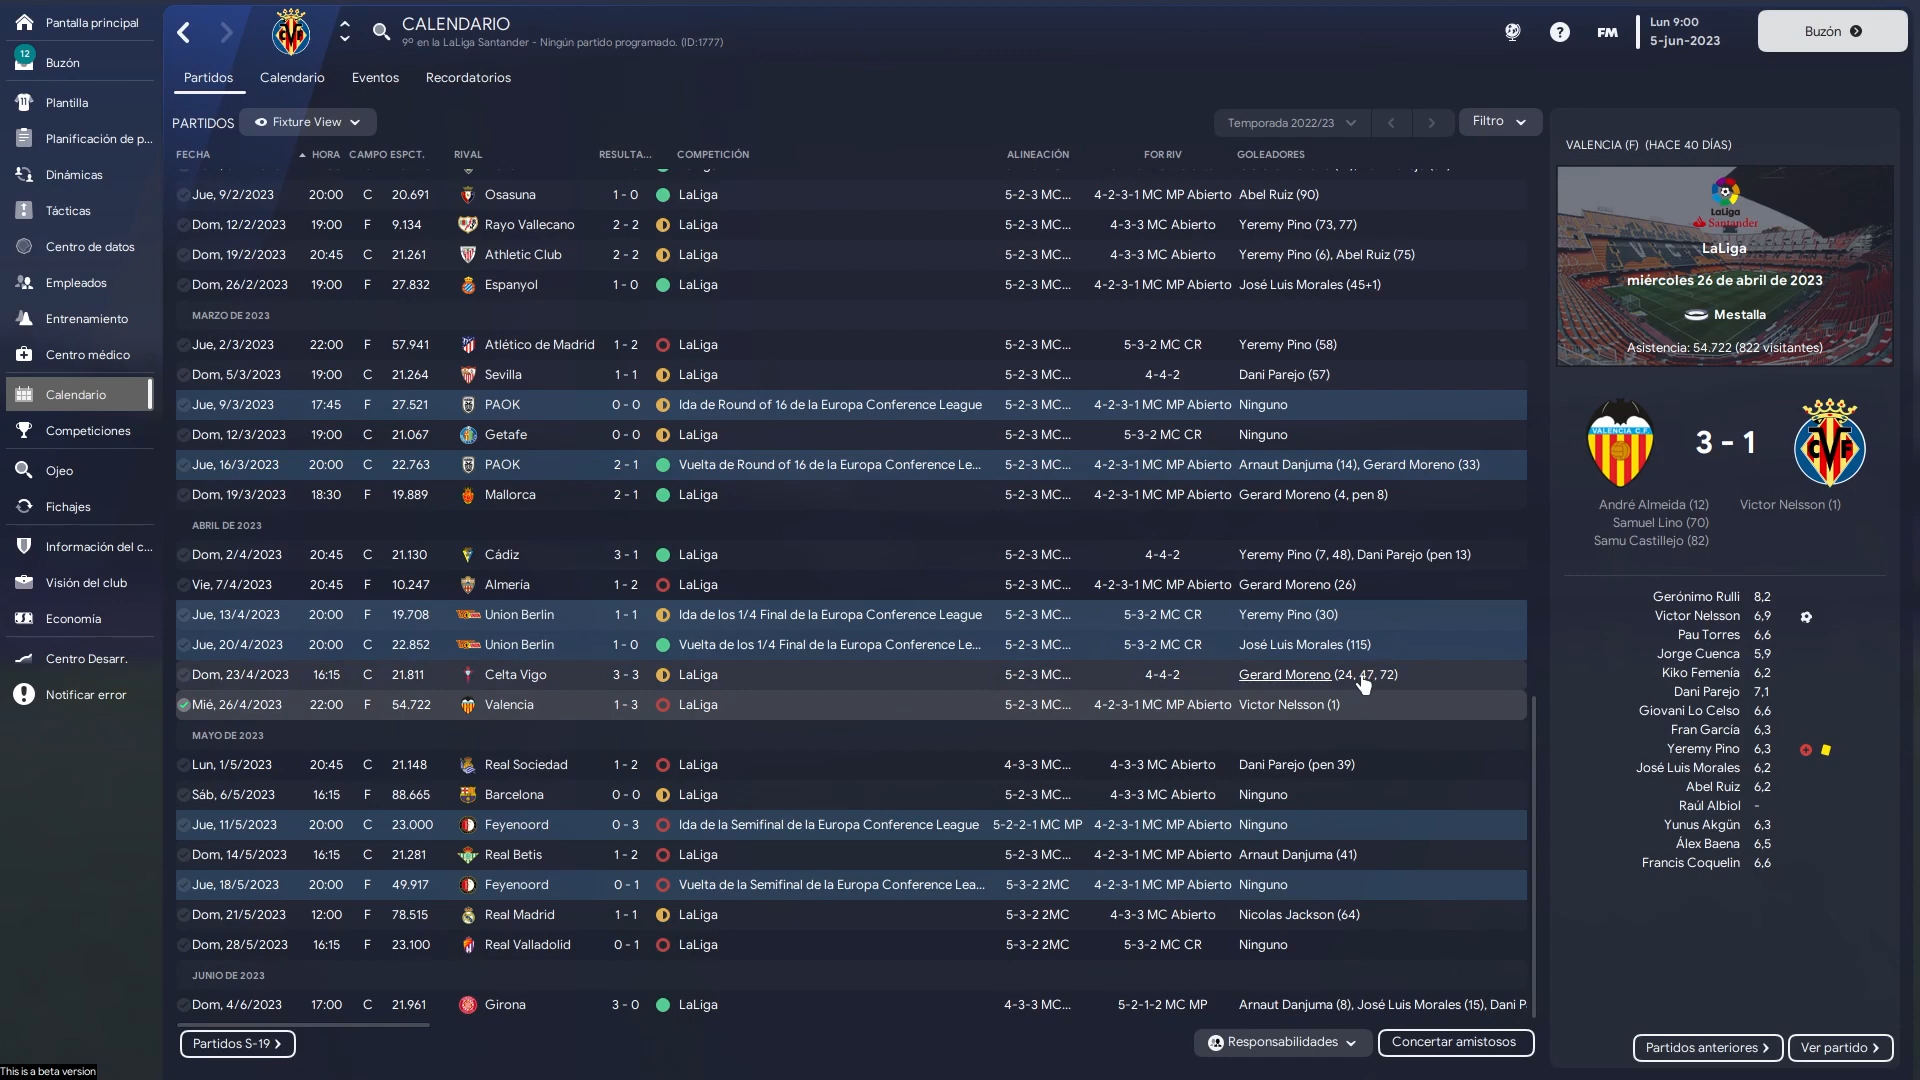 Pantalla principal
12
Buzón
Plantilla
Planificación de p...
Dinámicas
Tácticas
Centro de datos
Empleados
Entrenamiento
Centro médico
Calendario
Competiciones
Ojeo
Fichajes
Información del c...
Visión del club
Economía
Centro Desarr.
Notificar error
This is a beta version
CALENDARIO
9º en la LaLiga Santander - Ningún partido programado. (ID:1777)
FM
Lun 9:00
5-jun-2023
Buzón
Partidos Calendario Eventos Recordatorios
PARTIDOS Fixture View Temporada 2022/23 Filtro
FECHA HORA CAMPO ESPCT. RIVAL RESULTA... COMPETICIÓN ALINEACIÓN FOR RIV GOLEADORES
Jue, 9/2/2023 20:00 C 20.691 Osasuna 1 - 0 LaLiga 5-2-3 MC... 4-2-3-1 MC MP Abierto Abel Ruiz (90)
Dom, 12/2/2023 19:00 F 9.134 Rayo Vallecano 2 - 2 LaLiga 5-2-3 MC... 4-3-3 MC Abierto Yeremy Pino (73, 77)
Dom, 19/2/2023 20:45 C 21.261 Athletic Club 2 - 2 LaLiga 5-2-3 MC... 4-3-3 MC Abierto Yeremy Pino (6), Abel Ruiz (75)
Dom, 26/2/2023 19:00 F 27.832 Espanyol 1 - 0 LaLiga 5-2-3 MC... 4-2-3-1 MC MP Abierto José Luis Morales (45+1)
MARZO DE 2023
Jue, 2/3/2023 22:00 F 57.941 Atlético de Madrid 1 - 2 LaLiga 5-2-3 MC... 5-3-2 MC CR Yeremy Pino (58)
Dom, 5/3/2023 19:00 C 21.264 Sevilla 1 - 1 LaLiga 5-2-3 MC... 4-4-2 Dani Parejo (57)
Jue, 9/3/2023 17:45 F 27.521 PAOK 0 - 0 Ida de Round of 16 de la Europa Conference League 5-2-3 MC... 4-2-3-1 MC MP Abierto Ninguno
Dom, 12/3/2023 19:00 C 21.067 Getafe 0 - 0 LaLiga 5-2-3 MC... 5-3-2 MC CR Ninguno
Jue, 16/3/2023 20:00 C 22.763 PAOK 2 - 1 Vuelta de Round of 16 de la Europa Conference Le... 5-2-3 MC... 4-2-3-1 MC MP Abierto Arnaut Danjuma (14), Gerard Moreno (33)
Dom, 19/3/2023 18:30 F 19.889 Mallorca 2 - 1 LaLiga 5-2-3 MC... 4-2-3-1 MC MP Abierto Gerard Moreno (4, pen 8)
ABRIL DE 2023
Dom, 2/4/2023 20:45 C 21.130 Cádiz 3 - 1 LaLiga 5-2-3 MC... 4-4-2 Yeremy Pino (7, 48), Dani Parejo (pen 13)
Vie, 7/4/2023 20:45 F 10.247 Almería 1 - 2 LaLiga 5-2-3 MC... 4-2-3-1 MC MP Abierto Gerard Moreno (26)
Jue, 13/4/2023 20:00 F 19.708 Union Berlin 1 - 1 Ida de los 1/4 Final de la Europa Conference League 5-2-3 MC... 5-3-2 MC CR Yeremy Pino (30)
Jue, 20/4/2023 20:00 C 22.852 Union Berlin 1 - 0 Vuelta de los 1/4 Final de la Europa Conference Le... 5-2-3 MC... 5-3-2 MC CR José Luis Morales (115)
Dom, 23/4/2023 16:15 C 21.811 Celta Vigo 3 - 3 LaLiga 5-2-3 MC... 4-4-2 Gerard Moreno (24, 47, 72)
Mié, 26/4/2023 22:00 F 54.722 Valencia 1 - 3 LaLiga 5-2-3 MC... 4-2-3-1 MC MP Abierto Victor Nelsson (1)
MAYO DE 2023
Lun, 1/5/2023 20:45 C 21.148 Real Sociedad 1 - 2 LaLiga 4-3-3 MC... 4-3-3 MC Abierto Dani Parejo (pen 39)
Sáb, 6/5/2023 16:15 F 88.665 Barcelona 0 - 0 LaLiga 5-2-3 MC... 4-3-3 MC Abierto Ninguno
Jue, 11/5/2023 20:00 C 23.000 Feyenoord 0 - 3 Ida de la Semifinal de la Europa Conference League 5-2-2-1 MC MP 4-2-3-1 MC MP Abierto Ninguno
Dom, 14/5/2023 16:15 C 21.281 Real Betis 1 - 2 LaLiga 5-2-3 MC... 4-2-3-1 MC MP Abierto Arnaut Danjuma (41)
Jue, 18/5/2023 20:00 F 49.917 Feyenoord 0 - 1 Vuelta de la Semifinal de la Europa Conference Lea... 5-3-2 2MC 4-2-3-1 MC MP Abierto Ninguno
Dom, 21/5/2023 12:00 F 78.515 Real Madrid 1 - 1 LaLiga 5-3-2 2MC 4-3-3 MC Abierto Nicolas Jackson (64)
Dom, 28/5/2023 16:15 F 23.100 Real Valladolid 0 - 1 LaLiga 5-3-2 2MC 5-3-2 MC CR Ninguno
JUNIO DE 2023
Dom, 4/6/2023 17:00 C 21.961 Girona 3 - 0 LaLiga 4-3-3 MC... 5-2-1-2 MC MP Arnaut Danjuma (8), José Luis Morales (15), Dani P
Partidos S-19 Responsabilidades Concertar amistosos
VALENCIA (F) (HACE 40 DÍAS)
LaLiga
Santander
LaLiga
miércoles 26 de abril de 2023
Mestalla
Asistencia: 54.722 (822 visitantes)
VALENCIA C.F.
3 - 1
André Almeida (12) Victor Nelsson (1)
Samuel Lino (70)
Samu Castillejo (82)
Gerónimo Rulli 8,2
Victor Nelsson 6,9
Pau Torres 6,6
Jorge Cuenca 5,9
Kiko Femenía 6,2
Dani Parejo 7,1
Giovani Lo Celso 6,6
Fran García 6,3
Yeremy Pino 6,3
José Luis Morales 6,2
Abel Ruiz 6,2
Raúl Albiol -
Yunus Akgün 6,3
Álex Baena 6,5
Francis Coquelin 6,6
Partidos anteriores Ver partido